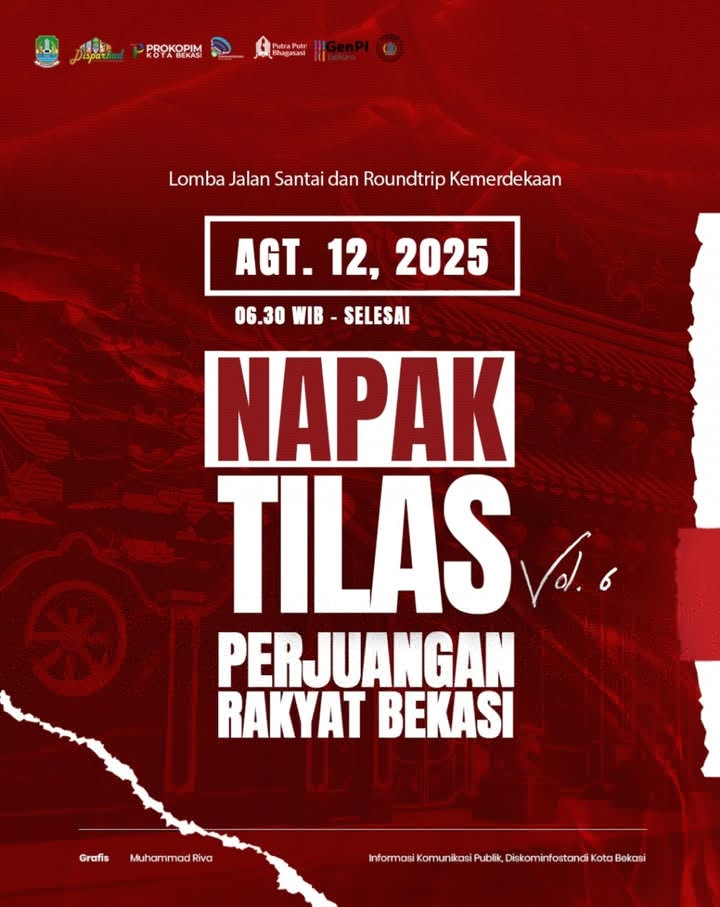 Disparbud
PROKOPIM
KOTA BEKASI
Putra Putri
Bhagasasi
GenPI
Lomba Jalan Santai dan Roundtrip Kemerdekaan
AGT. 12, 2025
06.30 WIB - SELESAI
NAPAK
TILAS
Vol. 6
PERJUANGAN
RAKYAT BEKASI
Grafis Muhammad Riva
Informasi Komunikasi Publik, Diskominfostandi Kota Bekasi